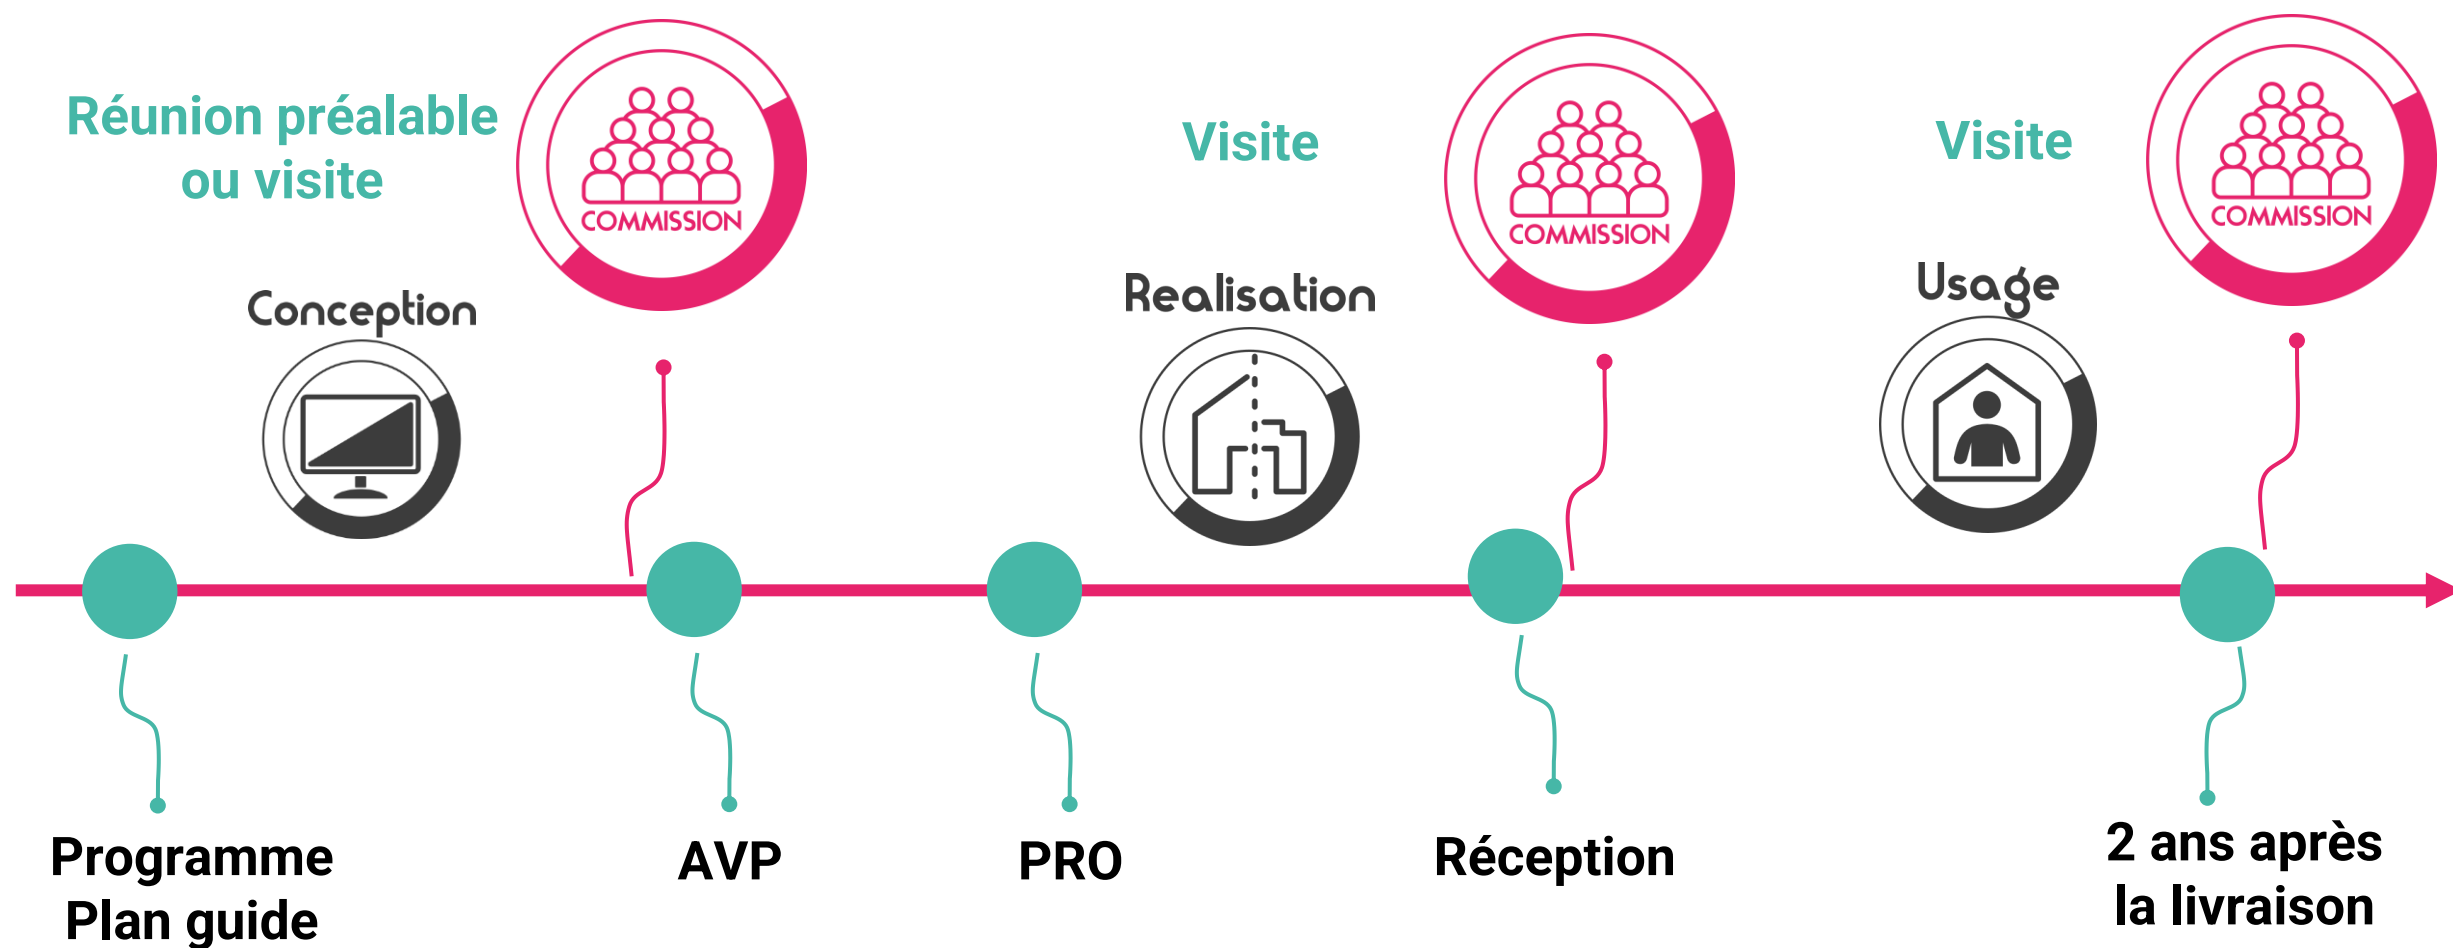 Réunion préalable
ou visite
COMMISSION
Conception
Visite
COMMISSION
Realisation
Visite
COMMISSION
Usage
Programme
Plan guide
AVP
PRO
Réception
2 ans après
la livraison